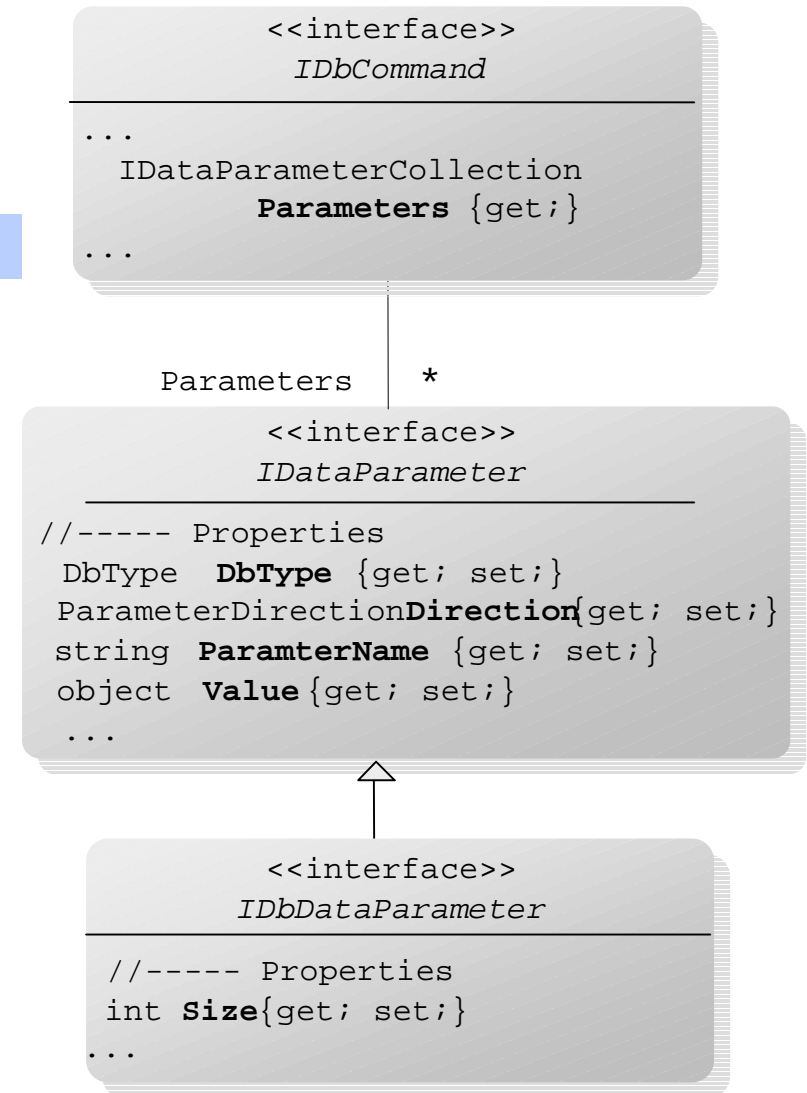 <<interface>>
IDbCommand
...
IDataParameterCollection
Parameters {get;}
...
Parameters *
<<interface>>
IDataParameter
//----- Properties
DbType DbType {get; set;}
ParameterDirectionDirection{get; set;}
string ParamterName {get; set;}
object Value{get; set;}
...
<<interface>>
IDbDataParameter
//----- Properties
int Size{get; set;}
...